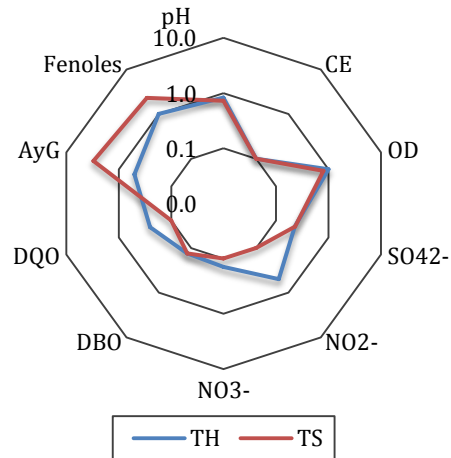 pH
10.0
Fenoles
CE
1.0
AyG
0.1
OD
0.0
DQO
SO42-
DBO
NO2-
NO3-
TH
TS